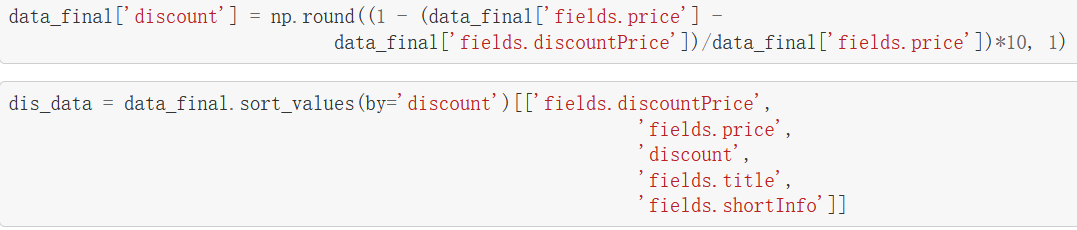 data_final['discount'] = np.round((1 - (data_final['fields.price'] -
data_final['fields.discountPrice'])/data_final['fields.price'])*10, 1)
dis_data = data_final.sort_values(by='discount')[['fields.discountPrice',
'fields.price',
'discount',
'fields.title',
'fields.shortInfo']]